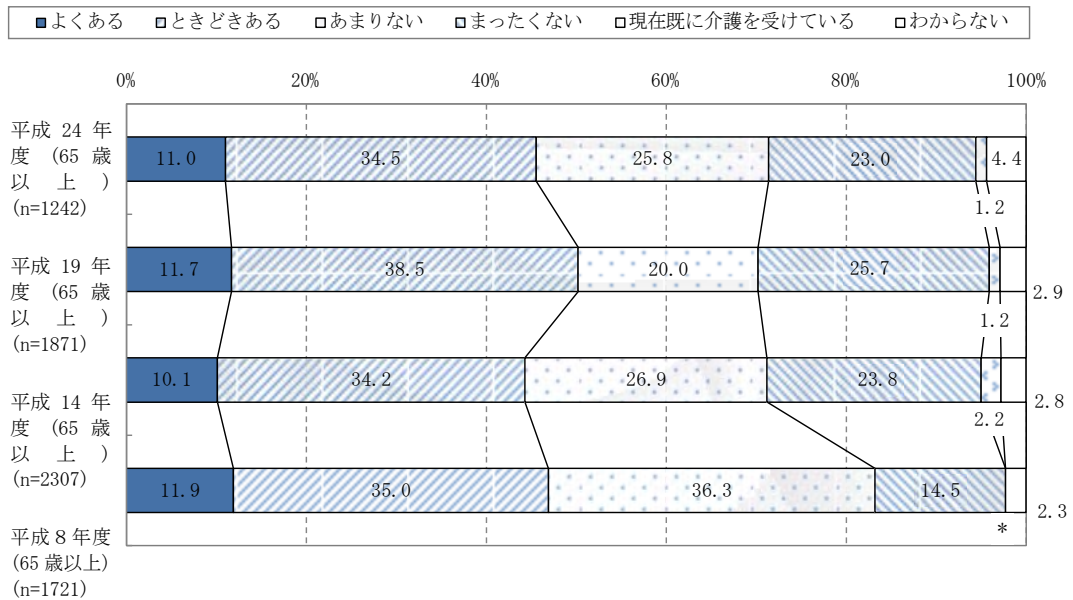 ■よくある ■ときどきある □あまりない ■まったくない □現在既に介護を受けている □わからない
0% 20% 40% 60% 80% 100%
平成 24 年
度 (65 歳
以 上 )
(n=1242)
11.0 34.5 25.8 23.0 4.4
1.2
平成 19 年
度 (65 歳
以 上 )
(n=1871)
11.7 38.5 20.0 25.7
2.9
1.2
平成 14 年
度 (65 歳
以 上 )
(n=2307)
10.1 34.2 26.9 23.8
2.8
2.2
平成８年度
(65 歳以上)
(n=1721)
11.9 35.0 36.3 14.5
2.3
*